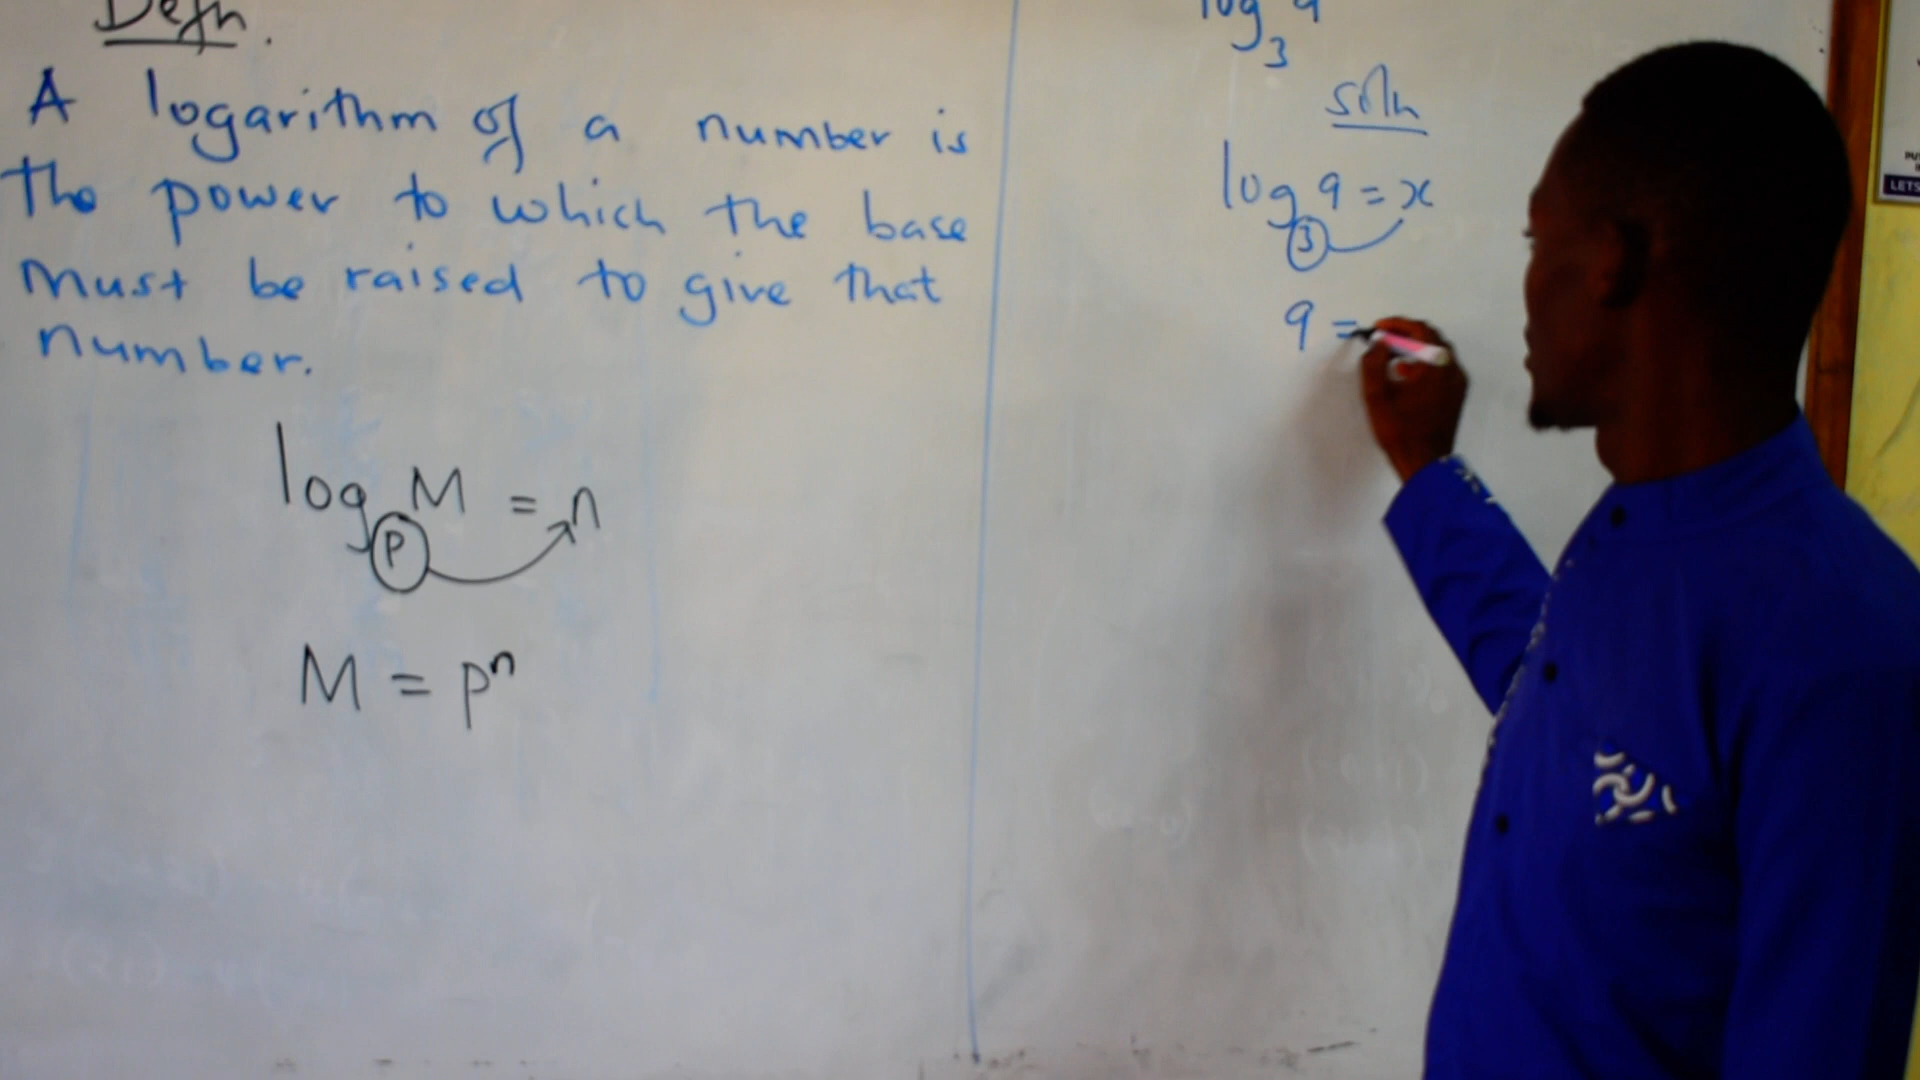 Defn.
A logarithm of a number is
the power to which the base
must be raised to give that
number.
log_P M = n
M = p^n
log_3 9
soln
log_3 9 = x
9 =
LETS